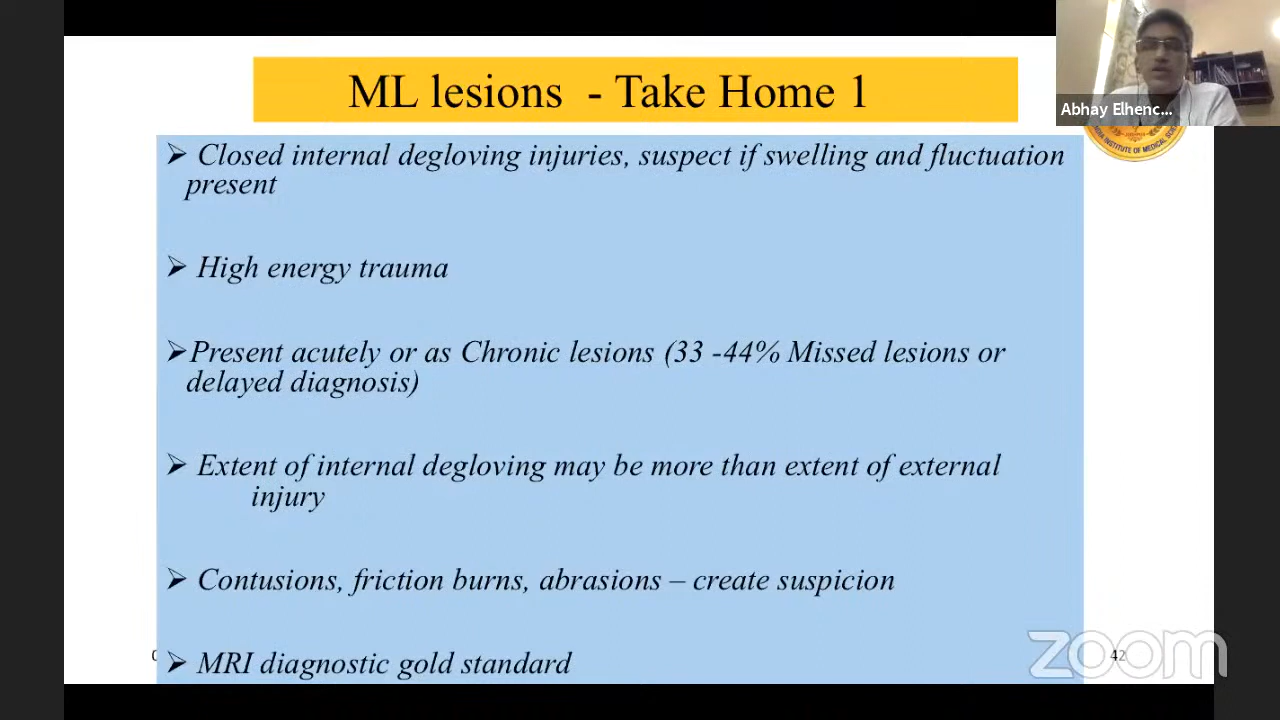 ML lesions - Take Home 1
Abhay Elhenc...
INSTITUTE OF MEDICAL
➢ Closed internal degloving injuries, suspect if swelling and fluctuation
present
➢ High energy trauma
➢Present acutely or as Chronic lesions (33 -44% Missed lesions or
delayed diagnosis)
➢ Extent of internal degloving may be more than extent of external
injury
➢ Contusions, friction burns, abrasions – create suspicion
➢ MRI diagnostic gold standard
42
zoom